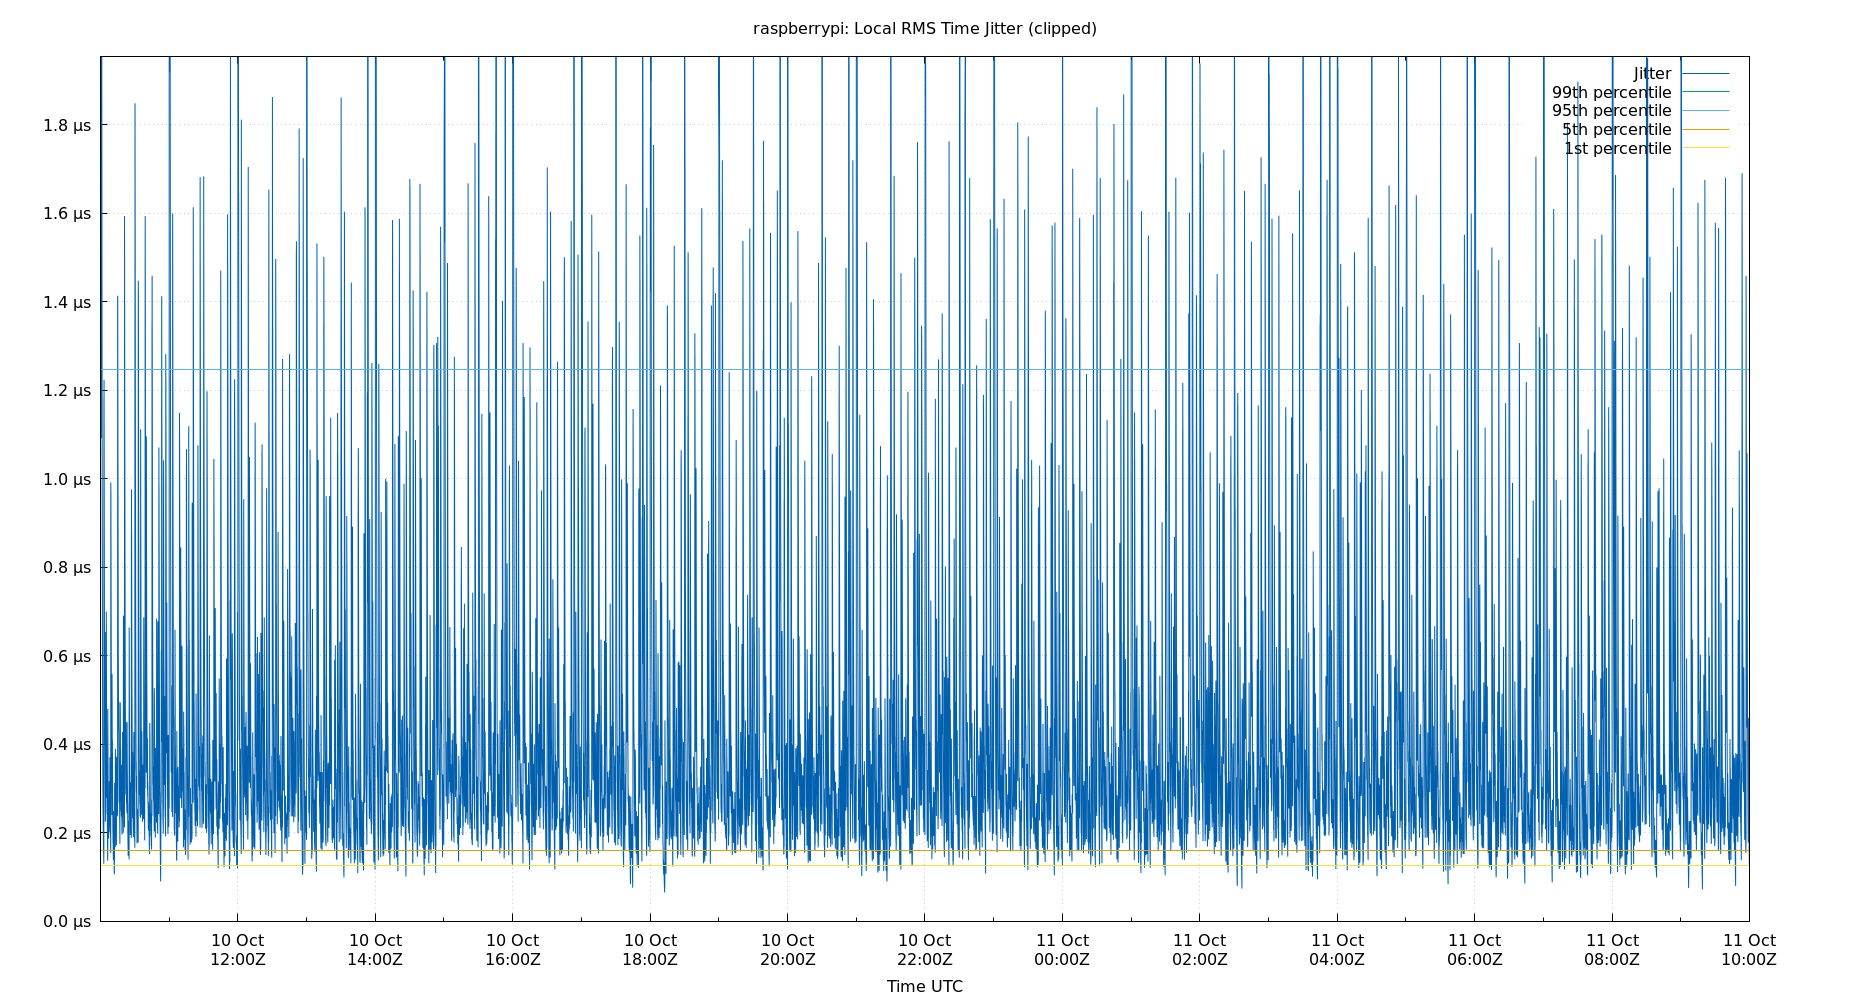 raspberrypi: Local RMS Time Jitter (clipped)
Jitter
99th percentile
95th percentile
5th percentile
1st percentile
1.8 µs
1.6 µs
1.4 µs
1.2 µs
1.0 µs
0.8 µs
0.6 µs
0.4 µs
0.2 µs
0.0 µs
10 Oct 10 Oct 10 Oct 10 Oct 10 Oct 10 Oct 11 Oct 11 Oct 11 Oct 11 Oct 11 Oct 11 Oct
12:00Z 14:00Z 16:00Z 18:00Z 20:00Z 22:00Z 00:00Z 02:00Z 04:00Z 06:00Z 08:00Z 10:00Z
Time UTC